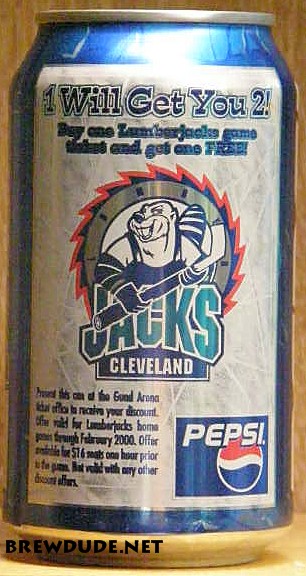 1 Will Get You 2!
Buy one Lumberjacks game
ticket and get one FREE!
JACKS
CLEVELAND
Present this can at the Gund Arena
ticket office to receive your discount.
Offer valid for Lumberjacks home
games through February 2000. Offer
available for $16 seats one hour prior
to the game. Not valid with any other
discount offers.
PEPSI
BREWDUDE.NET